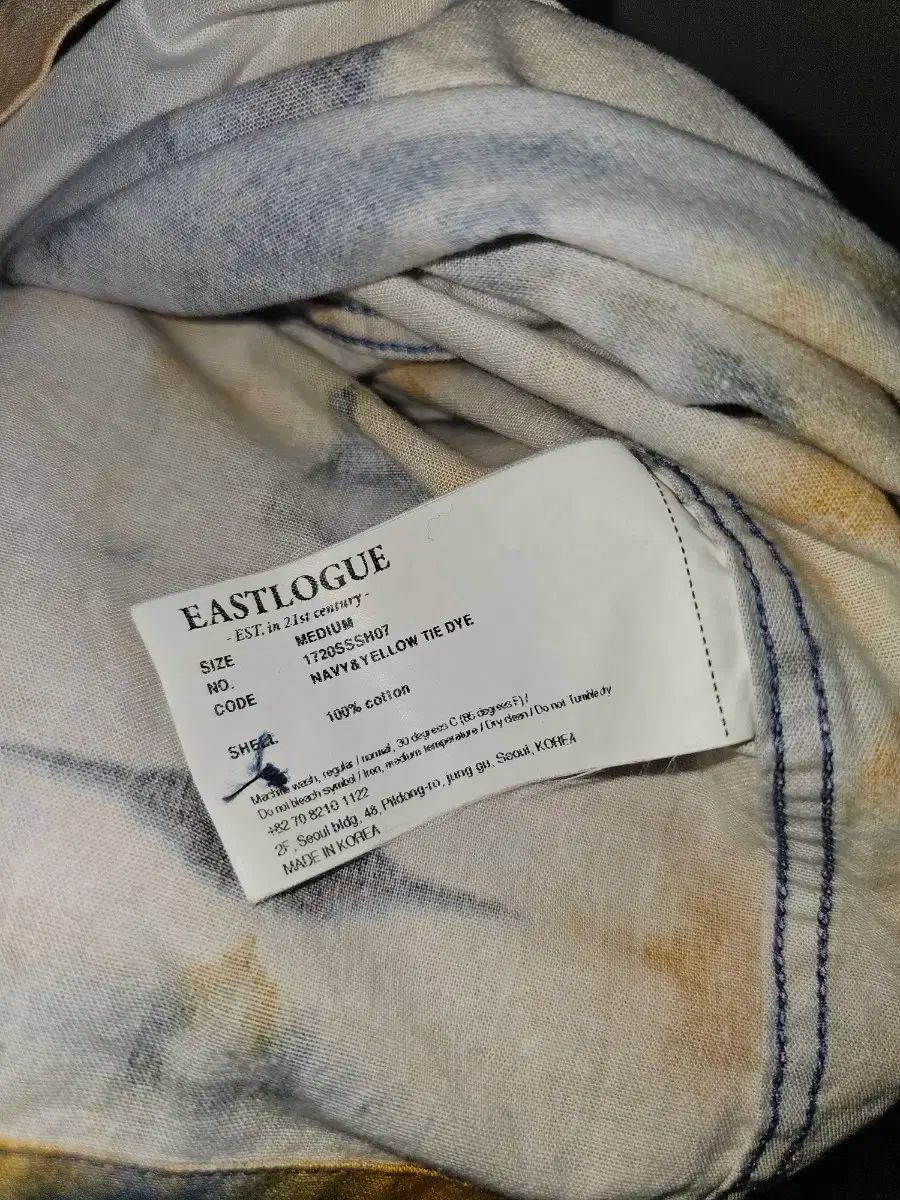 EASTLOGUE
- EST. in 21st century -
SIZE MEDIUM
NO. 1720SSSH07
CODE NAVY&YELLOW TIE DYE
SHELL 100% cotton
Machine wash, regular / normal, 30 degrees C (86 degrees F) /
Do not bleach symbol / Iron, medium temperature / Dry clean / Do not Tumble dry
+82 70 8210 1122
2F, Seoul bldg, 48, Pildong-ro, jung gu, Seoul, KOREA
MADE IN KOREA